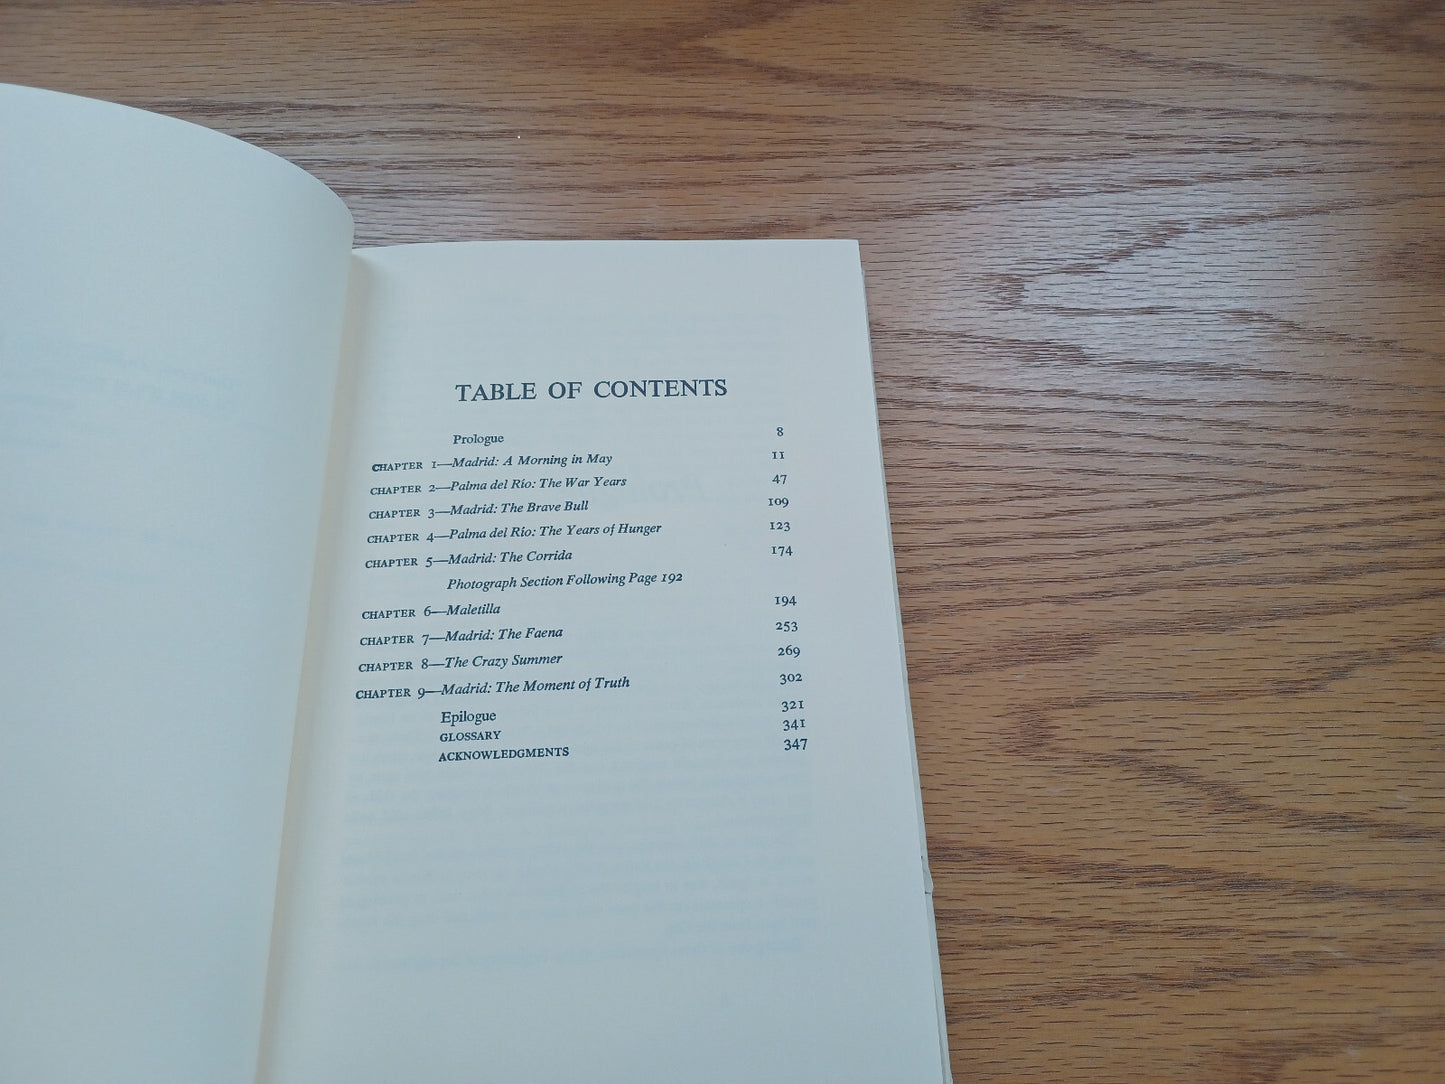 TABLE OF CONTENTS
Prologue 8
CHAPTER 1—Madrid: A Morning in May 11
CHAPTER 2—Palma del Río: The War Years 47
CHAPTER 3—Madrid: The Brave Bull 109
CHAPTER 4—Palma del Río: The Years of Hunger 123
CHAPTER 5—Madrid: The Corrida 174
Photograph Section Following Page 192
CHAPTER 6—Maletilla 194
CHAPTER 7—Madrid: The Faena 253
CHAPTER 8—The Crazy Summer 269
CHAPTER 9—Madrid: The Moment of Truth 302
Epilogue 321
GLOSSARY 341
ACKNOWLEDGMENTS 347